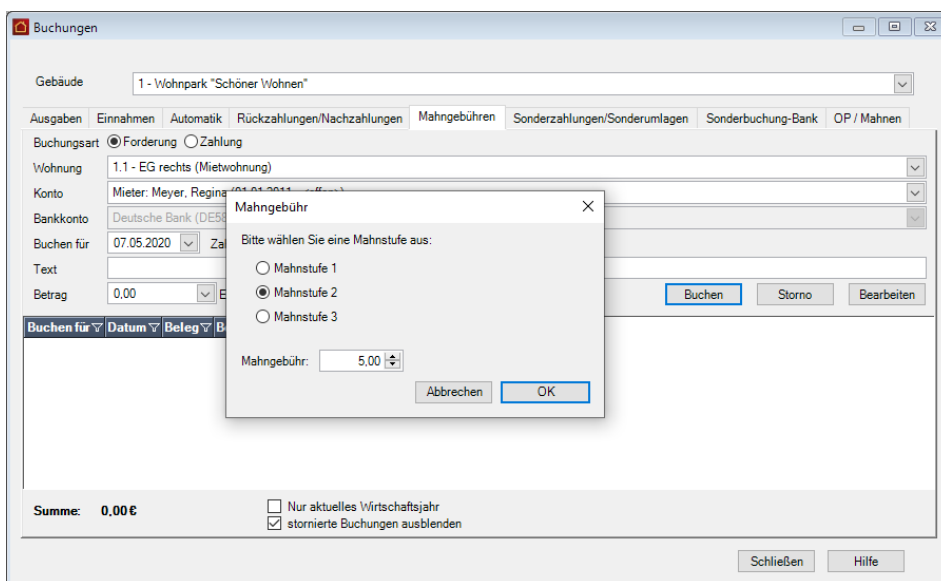 Buchungen
Gebäude 1 - Wohnpark "Schöner Wohnen"
Ausgaben Einnahmen Automatik Rückzahlungen/Nachzahlungen Mahngebühren Sonderzahlungen/Sonderumlagen Sonderbuchung-Bank OP / Mahnen
Buchungsart Forderung Zahlung
Wohnung 1.1 - EG rechts (Mietwohnung)
Konto Mieter: Meyer, Regina
Bankkonto Deutsche Bank (DE58
Buchen für 07.05.2020
Text
Betrag 0,00 Buchen Storno Bearbeiten
Buchen für Datum Beleg
Mahngebühr
Bitte wählen Sie eine Mahnstufe aus:
Mahnstufe 1
Mahnstufe 2
Mahnstufe 3
Mahngebühr: 5,00
Abbrechen OK
Summe: 0,00 €
Nur aktuelles Wirtschaftsjahr
stornierte Buchungen ausblenden
Schließen Hilfe